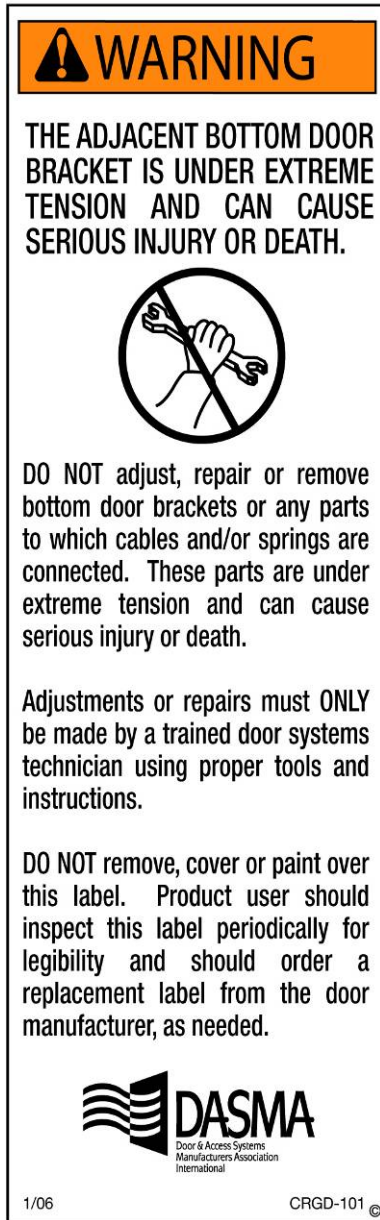 WARNING
THE ADJACENT BOTTOM DOOR
BRACKET IS UNDER EXTREME
TENSION AND CAN CAUSE
SERIOUS INJURY OR DEATH.
DO NOT adjust, repair or remove
bottom door brackets or any parts
to which cables and/or springs are
connected. These parts are under
extreme tension and can cause
serious injury or death.
Adjustments or repairs must ONLY
be made by a trained door systems
technician using proper tools and
instructions.
DO NOT remove, cover or paint over
this label. Product user should
inspect this label periodically for
legibility and should order a
replacement label from the door
manufacturer, as needed.
DASMA
Door & Access Systems
Manufacturers Association
International
1/06 CRGD-101 ©